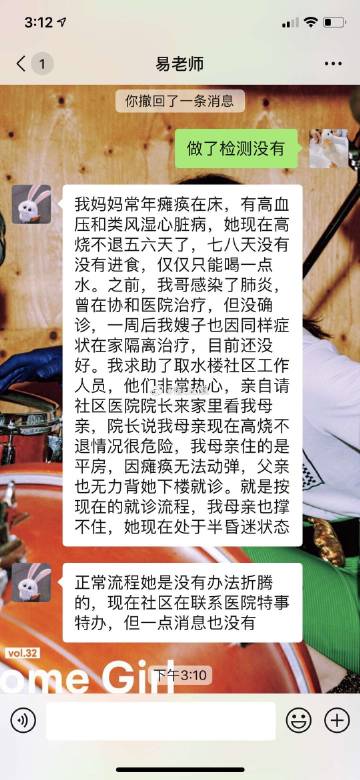 3:12
1
易老师
你撤回了一条消息
做了检测没有
我妈妈常年瘫痪在床，有高血
压和类风湿心脏病，她现在高
烧不退五六天了，七八天没有
没有进食，仅仅只能喝一点
水。之前，我哥感染了肺炎，
曾在协和医院治疗，但没确
诊，一周后我嫂子也因同样症
状在家隔离治疗，目前还没
好。我求助了取水楼社区工作
人员，他们非常热心，亲自请
社区医院院长来家里看我母
亲，院长说我母亲现在高烧不
退情况很危险，我母亲住的是
平房，因瘫痪无法动弹，父亲
也无力背她下楼就诊。就是按
现在的就诊流程，我母亲也撑
不住，她现在处于半昏迷状态
正常流程她是没有办法折腾
的，现在社区在联系医院特事
特办，但一点消息也没有
vol.32
ome Girl
下午3:10